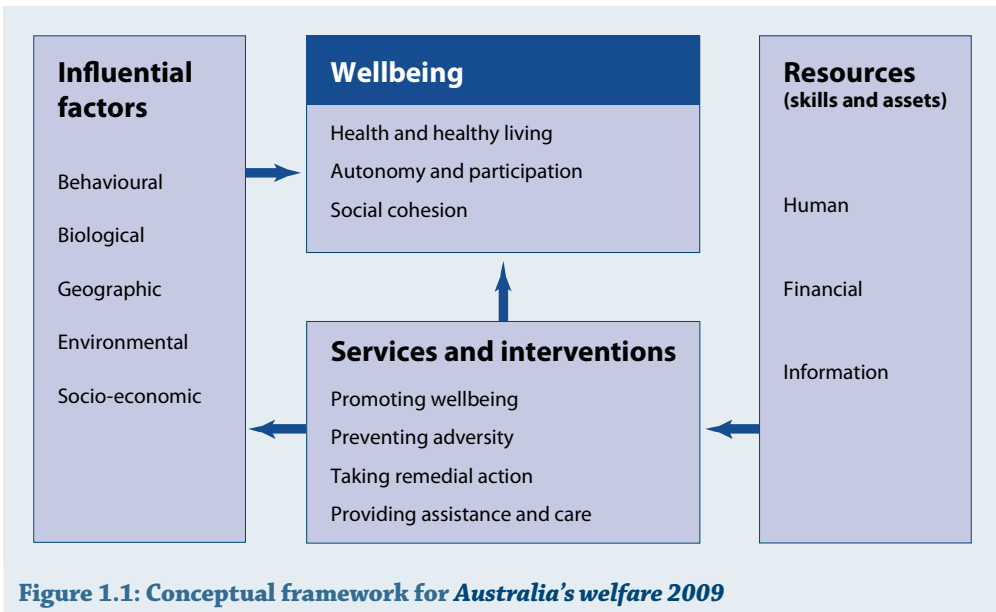 Influential
factors
Behavioural
Biological
Geographic
Environmental
Socio-economic
Wellbeing
Health and healthy living
Autonomy and participation
Social cohesion
Services and interventions
Promoting wellbeing
Preventing adversity
Taking remedial action
Providing assistance and care
Resources
(skills and assets)
Human
Financial
Information
Figure 1.1: Conceptual framework for Australia's welfare 2009